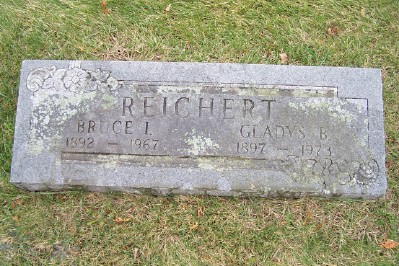 REICHERT
BRUCE I. GLADYS B.
1892 – 1967 1897 – 1973